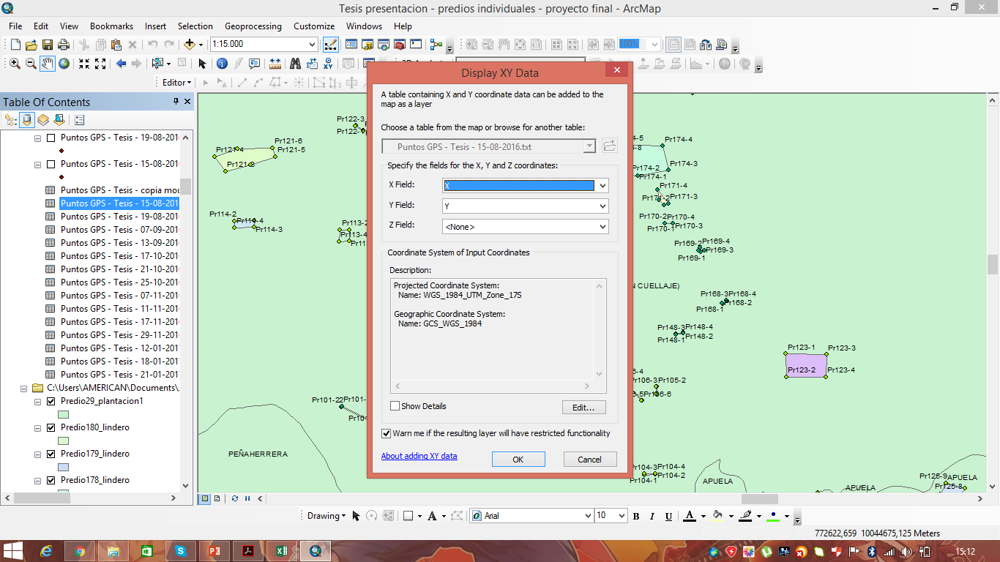 Tesis presentacion - predios individuales - proyecto final - ArcMap
File Edit View Bookmarks Insert Selection Geoprocessing Customize Windows Help
1:15.000
100%
Editor
Table Of Contents
Puntos GPS - Tesis - 19-08-201
Puntos GPS - Tesis - 15-08-201
Puntos GPS - Tesis - copia mod
Puntos GPS - Tesis - 15-08-201
Puntos GPS - Tesis - 19-08-201
Puntos GPS - Tesis - 07-09-201
Puntos GPS - Tesis - 13-09-201
Puntos GPS - Tesis - 17-10-201
Puntos GPS - Tesis - 21-10-201
Puntos GPS - Tesis - 25-10-201
Puntos GPS - Tesis - 07-11-201
Puntos GPS - Tesis - 11-11-201
Puntos GPS - Tesis - 17-11-201
Puntos GPS - Tesis - 29-11-201
Puntos GPS - Tesis - 12-01-201
Puntos GPS - Tesis - 18-01-201
Puntos GPS - Tesis - 21-01-201
C:\Users\AMERICAN\Documents\
Predio29_plantacion1
Predio180_lindero
Predio179_lindero
Predio178_lindero
Pr122-3
Pr121-6
Pr121-4
Pr121-5
Pr114-2
Pr114-4
Pr114-3
Pr113-4
PEÑAHERRERA
Display XY Data
A table containing X and Y coordinate data can be added to the
map as a layer
Choose a table from the map or browse for another table:
Puntos GPS - Tesis - 15-08-2016.txt
Specify the fields for the X, Y and Z coordinates:
X Field: X
Y Field: Y
Z Field: <None>
Coordinate System of Input Coordinates
Description:
Projected Coordinate System:
Name: WGS_1984_UTM_Zone_17S
Geographic Coordinate System:
Name: GCS_WGS_1984
Show Details
Edit...
Warn me if the resulting layer will have restricted functionality
About adding XY data
OK
Cancel
Pr174-4
Pr174-3
Pr174-1
Pr171-4
Pr171-3
Pr170-2 Pr170-4
Pr170-1 Pr170-3
Pr169-2 Pr169-4
Pr169-3
Pr169-1
CUELLAJE)
Pr168-3 Pr168-4
Pr168-2
Pr168-1
Pr148-3 Pr148-4
Pr148-1 Pr148-2
Pr123-1 Pr123-3
Pr123-2 Pr123-4
Pr105-2
Pr104-4
Pr104-1 Pr104-2
APUELA
APUELA
Pr125-9 APUELA
Pr125-8
Drawing
Arial
10
B I U A
772622,659 10044675,125 Meters
15:12